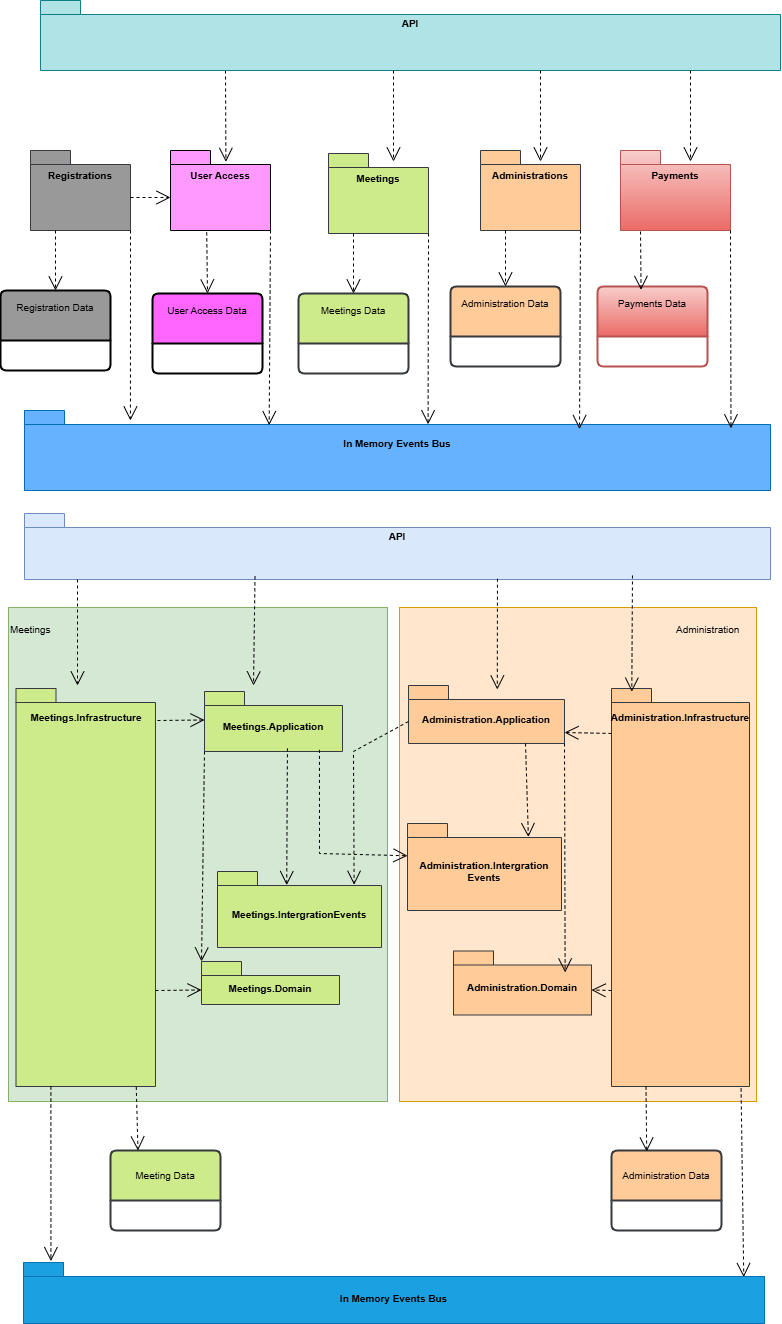 API
Registrations
User Access
Meetings
Administrations
Payments
Registration Data
User Access Data
Meetings Data
Administration Data
Payments Data
In Memory Events Bus
API
Meetings
Administration
Meetings.Infrastructure
Meetings.Application
Administration.Application
Administration.Infrastructure
Administration.Intergration
Events
Meetings.IntergrationEvents
Meetings.Domain
Administration.Domain
Meeting Data
Administration Data
In Memory Events Bus